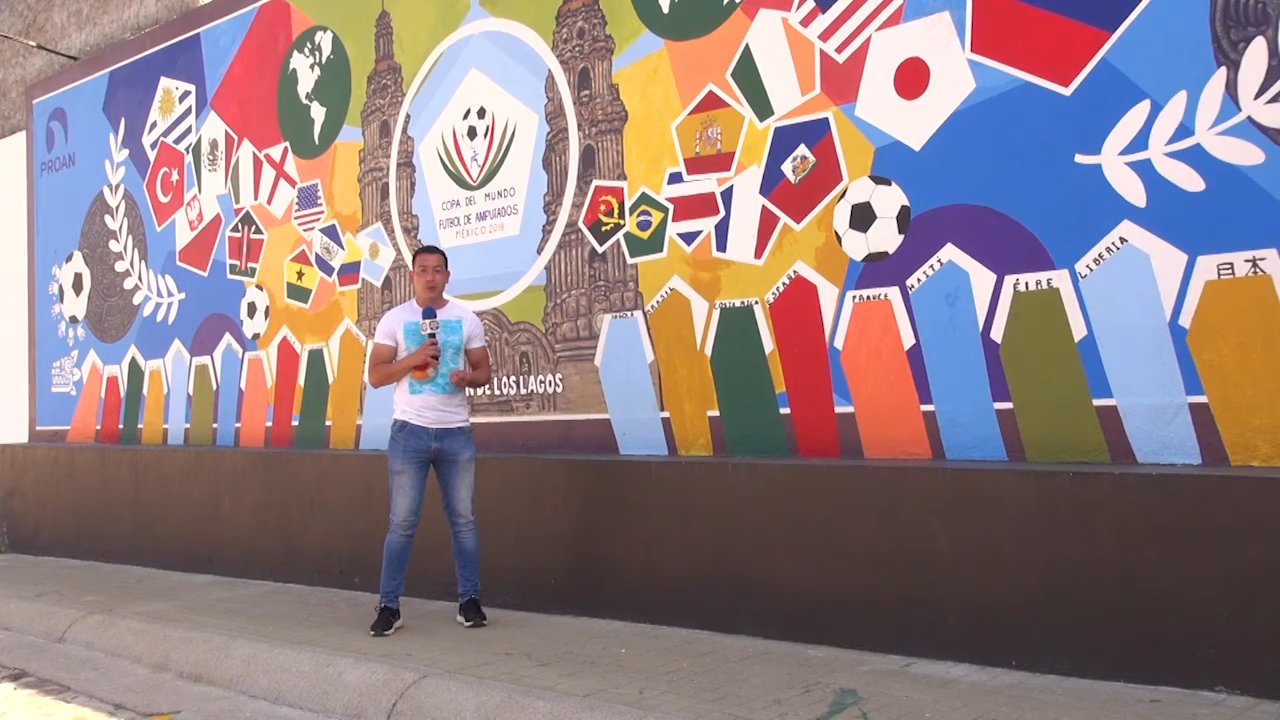 PROAN
COPA DEL MUNDO
FUTBOL DE AMPUTADOS
MÉXICO 2018
N DE LOS LAGOS
BRASIL
COSTA RICA
ESPAÑA
FRANCE
HAITÍ
ÉIRE
LIBERIA
日本